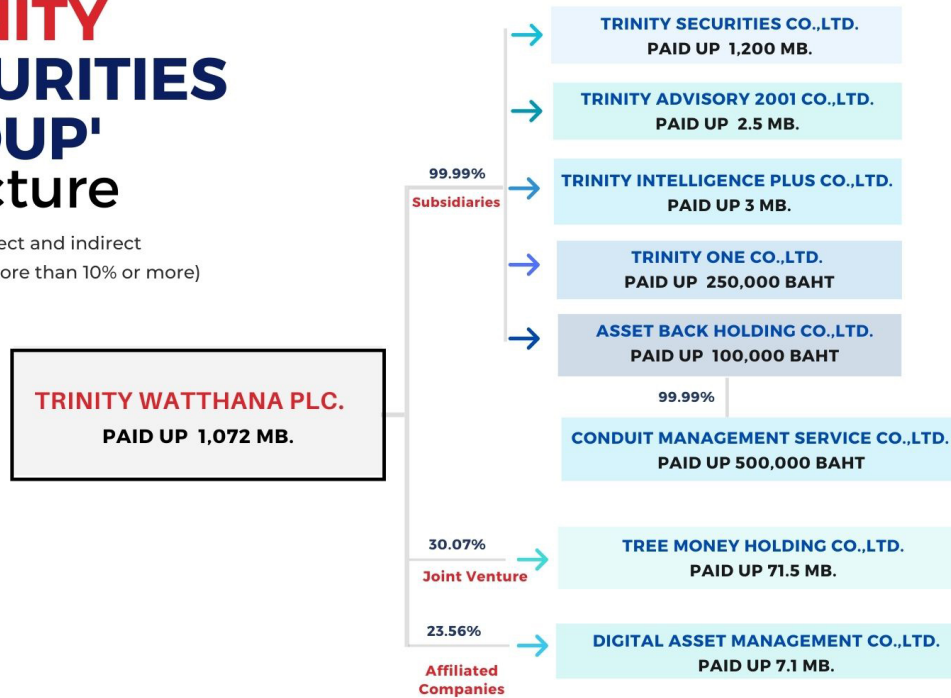 NITY
URITIES
OUP'
cture
ect and indirect
ore than 10% or more)
TRINITY WATTHANA PLC.
PAID UP 1,072 MB.
99.99%
Subsidiaries
TRINITY SECURITIES CO.,LTD.
PAID UP 1,200 MB.
TRINITY ADVISORY 2001 CO.,LTD.
PAID UP 2.5 MB.
TRINITY INTELLIGENCE PLUS CO.,LTD.
PAID UP 3 MB.
TRINITY ONE CO.,LTD.
PAID UP 250,000 BAHT
ASSET BACK HOLDING CO.,LTD.
PAID UP 100,000 BAHT
99.99%
CONDUIT MANAGEMENT SERVICE CO.,LTD.
PAID UP 500,000 BAHT
30.07%
Joint Venture
TREE MONEY HOLDING CO.,LTD.
PAID UP 71.5 MB.
23.56%
Affiliated
Companies
DIGITAL ASSET MANAGEMENT CO.,LTD.
PAID UP 7.1 MB.